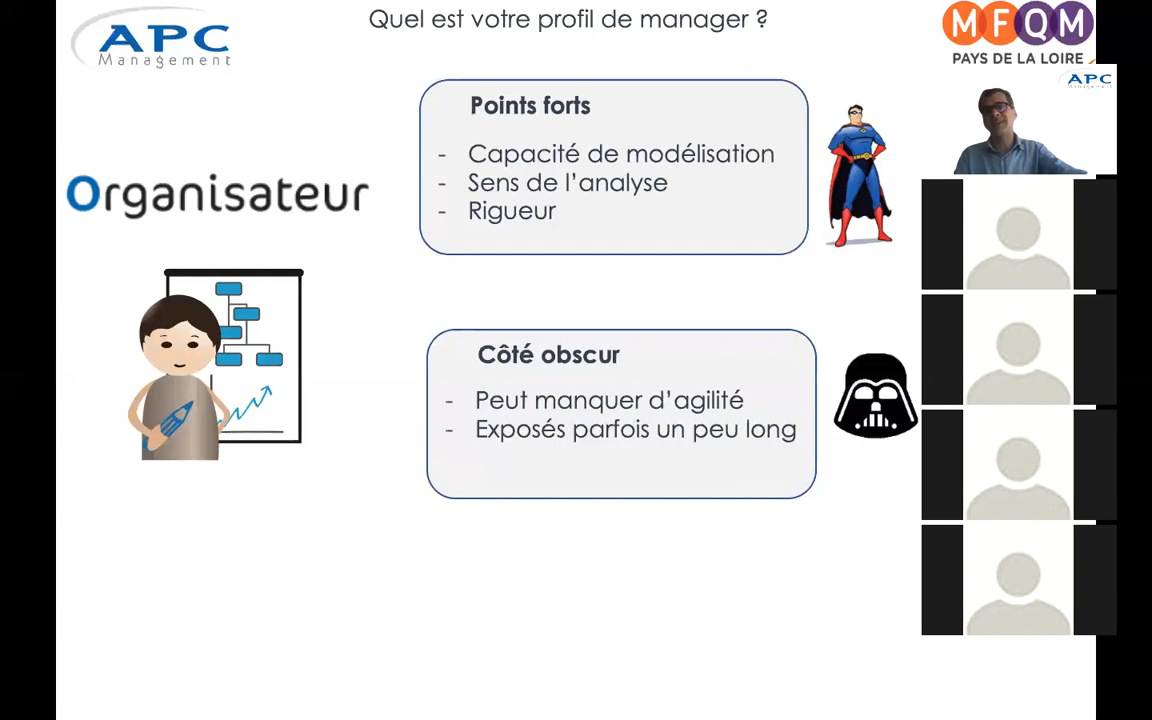 Quel est votre profil de manager ?
APC
Management
MFQM
PAYS DE LA LOIRE
APC
Management
Points forts
- Capacité de modélisation
- Sens de l'analyse
- Rigueur
Organisateur
Côté obscur
- Peut manquer d'agilité
- Exposés parfois un peu long